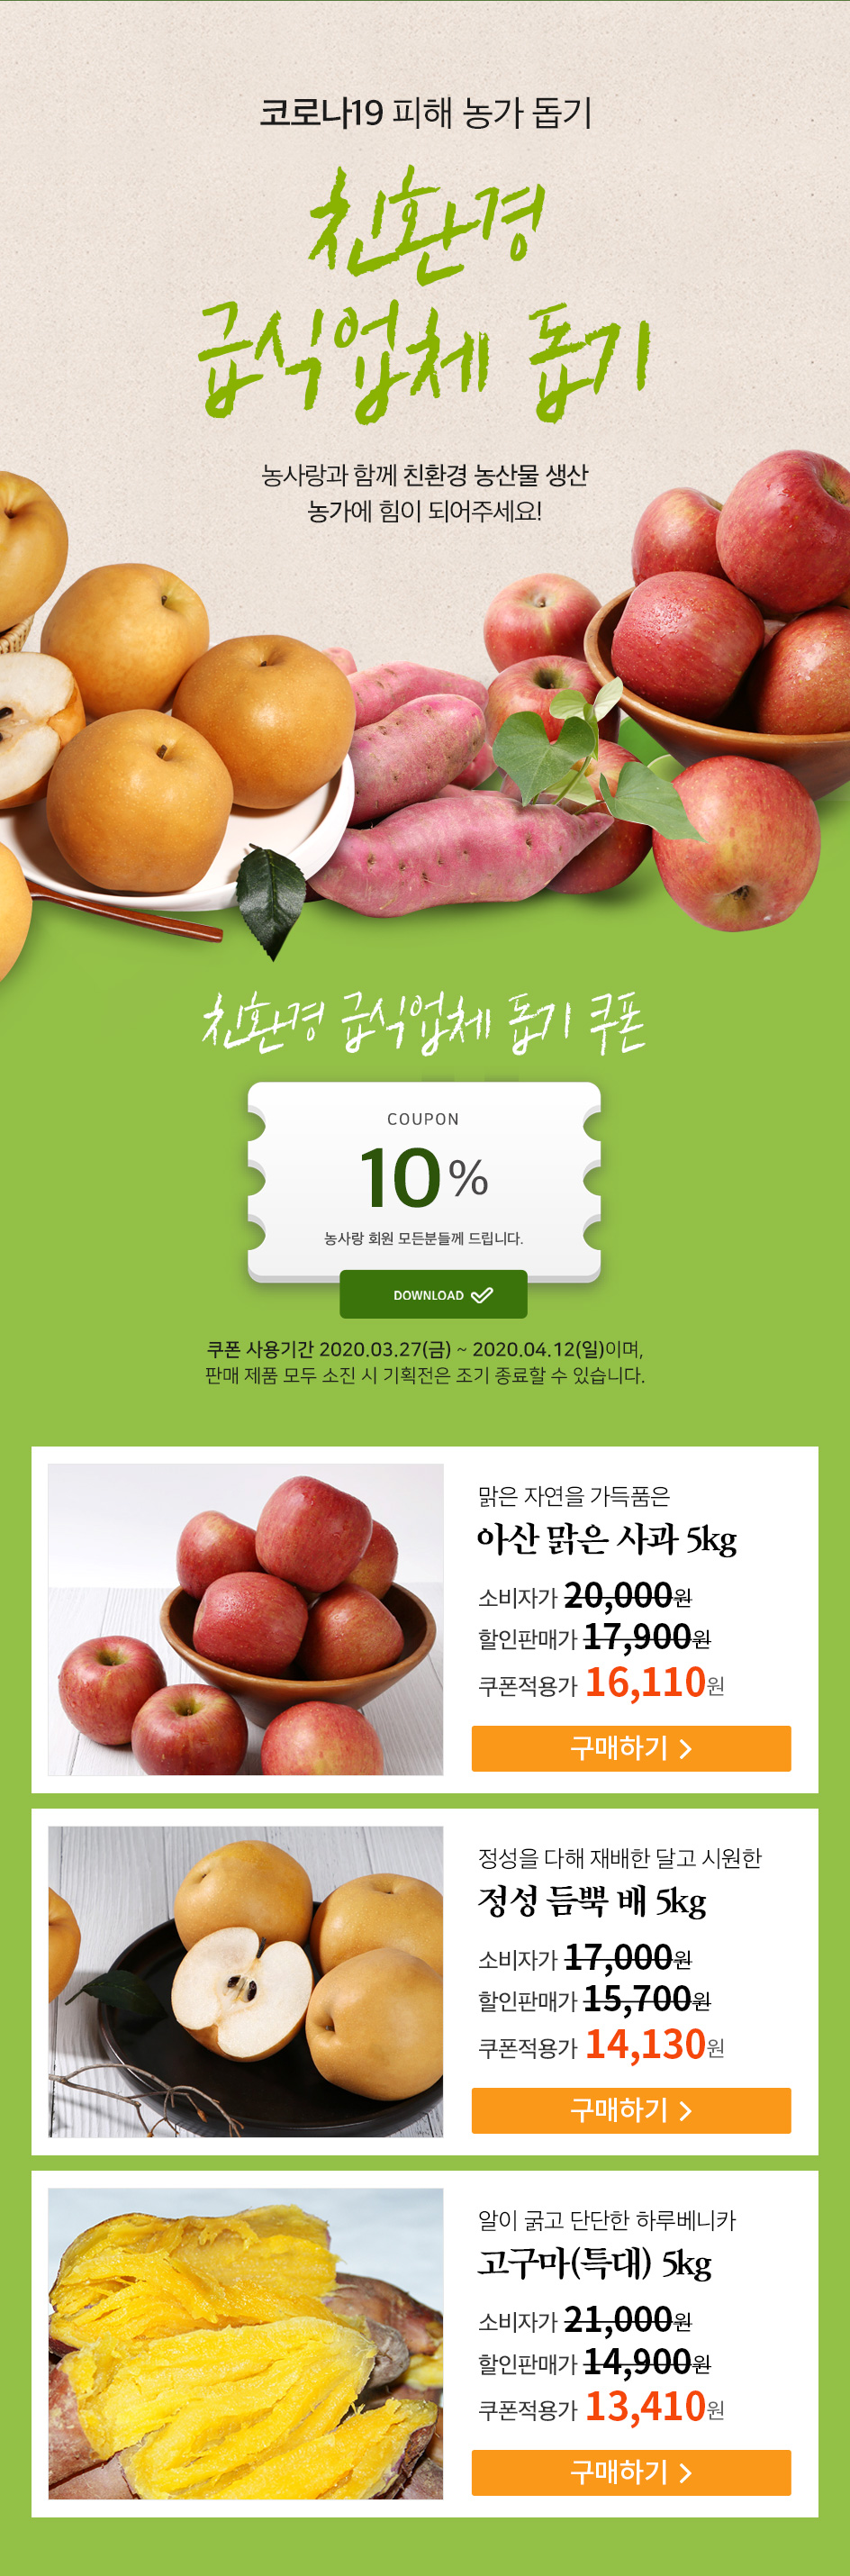 코로나19 피해 농가 돕기
친환경
급식업체 돕기
농사랑과 함께 친환경 농산물 생산
농가에 힘이 되어주세요!
친환경 급식업체 돕기 쿠폰
COUPON
10%
농사랑 회원 모든분들께 드립니다.
DOWNLOAD
쿠폰 사용기간 2020.03.27(금) ~ 2020.04.12(일)이며,
판매 제품 모두 소진 시 기획전은 조기 종료할 수 있습니다.
맑은 자연을 가득품은
아산 맑은 사과 5kg
소비자가 20,000원
할인판매가 17,900원
쿠폰적용가 16,110원
구매하기 >
정성을 다해 재배한 달고 시원한
정성 듬뿍 배 5kg
소비자가 17,000원
할인판매가 15,700원
쿠폰적용가 14,130원
구매하기 >
알이 굵고 단단한 하루베니카
고구마(특대) 5kg
소비자가 21,000원
할인판매가 14,900원
쿠폰적용가 13,410원
구매하기 >